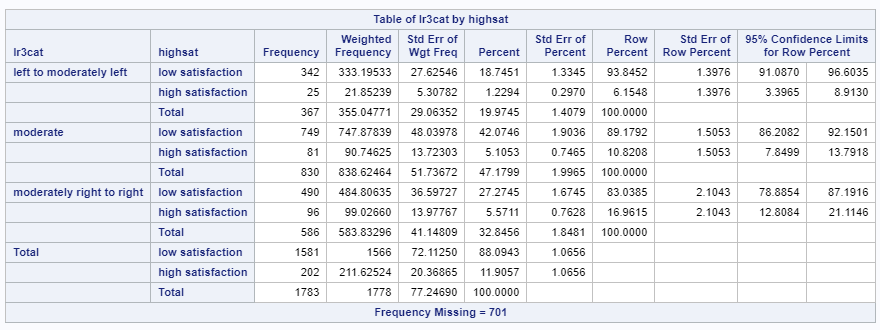 Table of lr3cat by highsat
lr3cat highsat Frequency Weighted Frequency Std Err of Wgt Freq Percent Std Err of Percent Row Percent Std Err of Row Percent 95% Confidence Limits for Row Percent
left to moderately left low satisfaction 342 333.19533 27.62546 18.7451 1.3345 93.8452 1.3976 91.0870 96.6035
high satisfaction 25 21.85239 5.30782 1.2294 0.2970 6.1548 1.3976 3.3965 8.9130
Total 367 355.04771 29.06352 19.9745 1.4079 100.0000
moderate low satisfaction 749 747.87839 48.03978 42.0746 1.9036 89.1792 1.5053 86.2082 92.1501
high satisfaction 81 90.74625 13.72303 5.1053 0.7465 10.8208 1.5053 7.8499 13.7918
Total 830 838.62464 51.73672 47.1799 1.9965 100.0000
moderately right to right low satisfaction 490 484.80635 36.59727 27.2745 1.6745 83.0385 2.1043 78.8854 87.1916
high satisfaction 96 99.02660 13.97767 5.5711 0.7628 16.9615 2.1043 12.8084 21.1146
Total 586 583.83296 41.14809 32.8456 1.8481 100.0000
Total low satisfaction 1581 1566 72.11250 88.0943 1.0656
high satisfaction 202 211.62524 20.36865 11.9057 1.0656
Total 1783 1778 77.24690 100.0000
Frequency Missing = 701